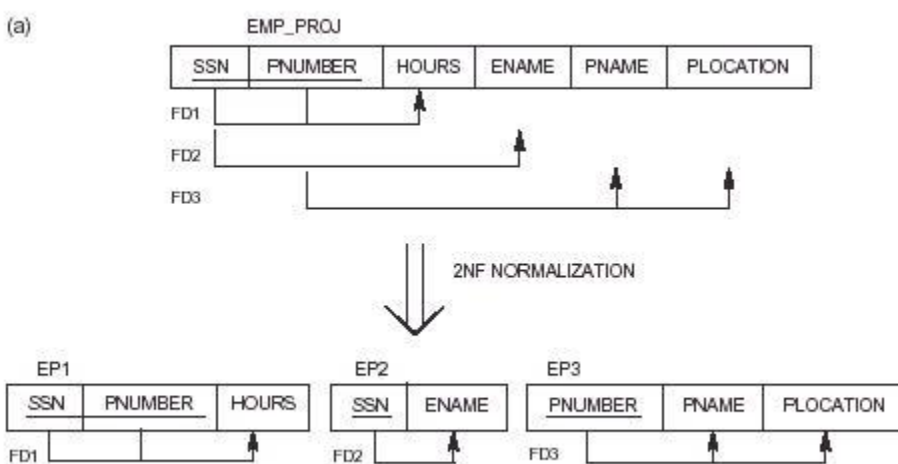 (a)
EMP_PROJ
SSN PNUMBER HOURS ENAME PNAME PLOCATION
FD1
FD2
FD3
2NF NORMALIZATION
EP1 EP2 EP3
SSN PNUMBER HOURS SSN ENAME PNUMBER PNAME PLOCATION
FD1 FD2 FD3